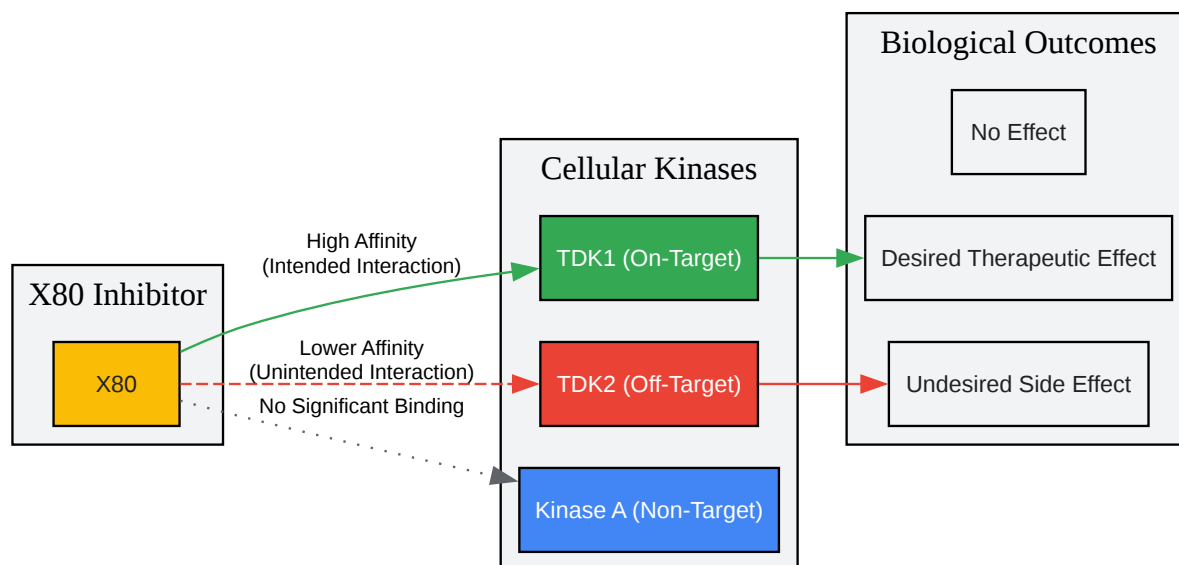 X80 Inhibitor
X80
High Affinity
(Intended Interaction)
Lower Affinity
(Unintended Interaction)
No Significant Binding
Cellular Kinases
TDK1 (On-Target)
TDK2 (Off-Target)
Kinase A (Non-Target)
Biological Outcomes
No Effect
Desired Therapeutic Effect
Undesired Side Effect